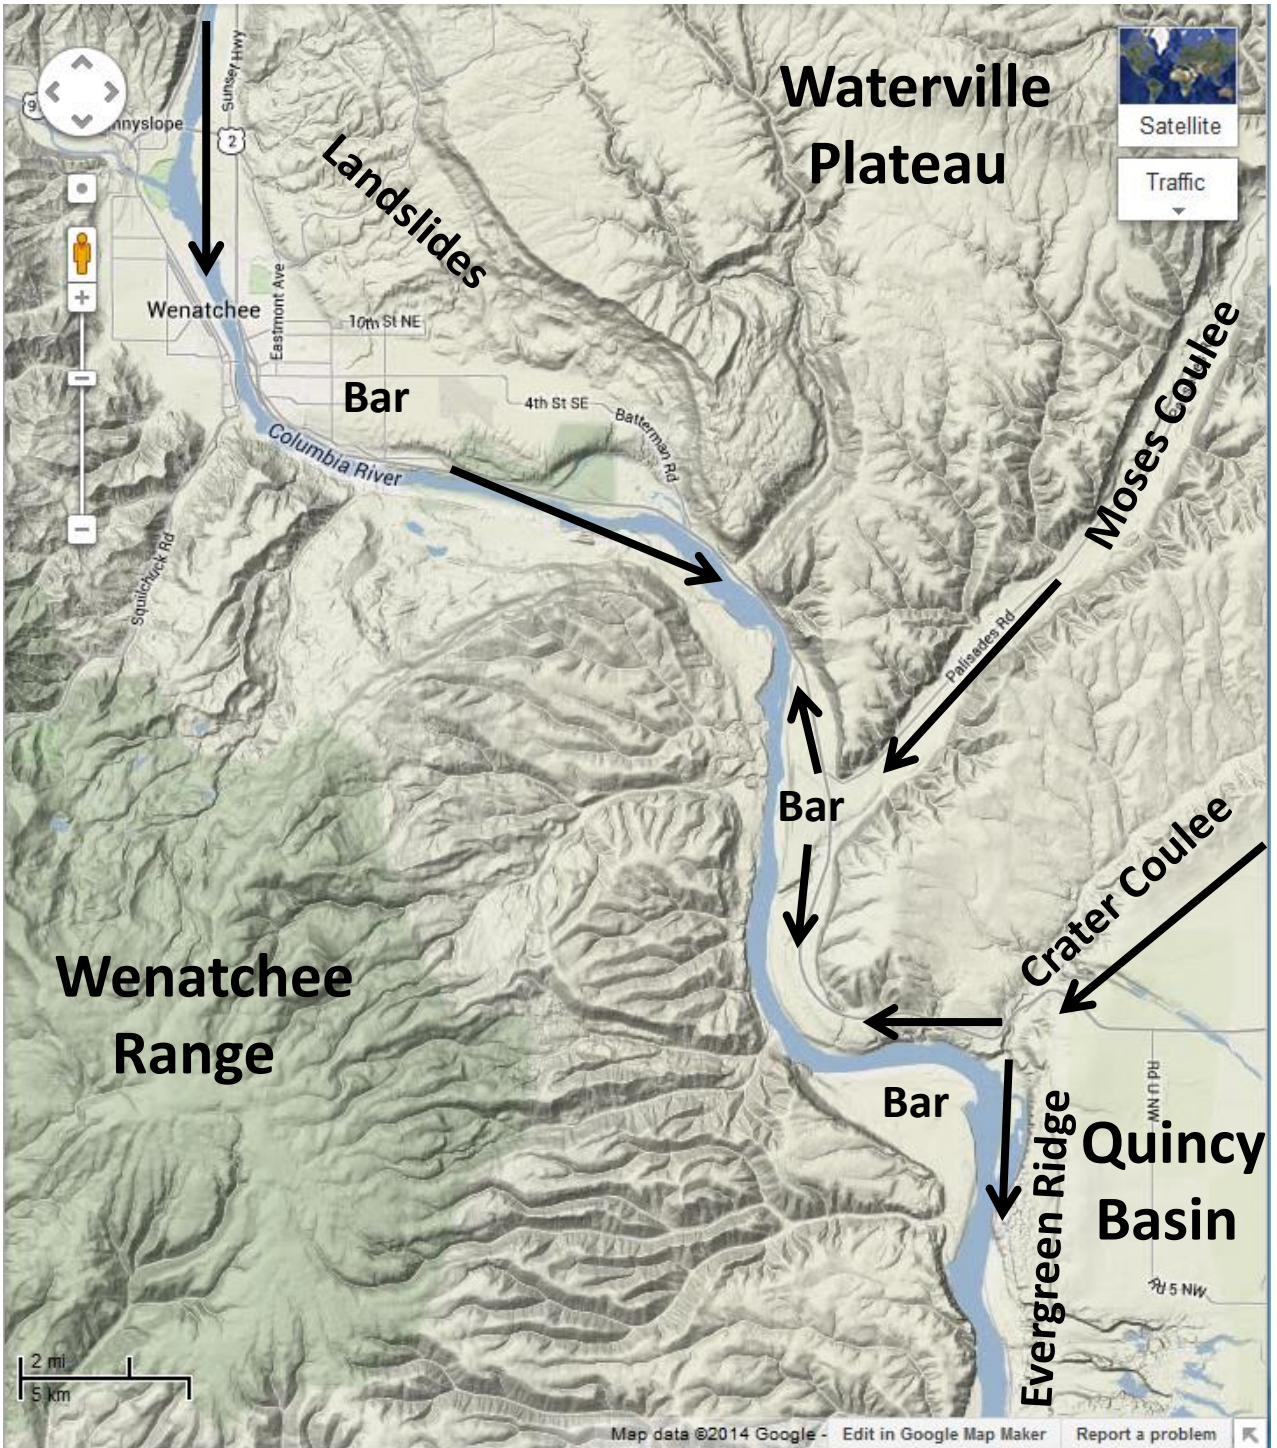 Sunset Hwy
9
nnyslope
2
Waterville
Plateau
Satellite
Traffic
Landslides
Wenatchee
Eastmont Ave
10th St NE
Bar
4th St SE
Batterman Rd
Columbia River
Squilchuck Rd
Moses Coulee
Palisades Rd
Bar
Crater Coulee
Wenatchee
Range
Bar
Rd U NW
Evergreen Ridge
Quincy
Basin
Rd 5 NW
2 mi
5 km
Map data ©2014 Google - Edit in Google Map Maker Report a problem